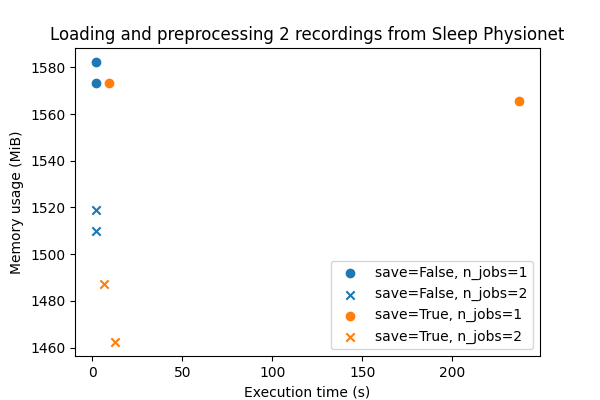 Loading and preprocessing 2 recordings from Sleep Physionet
1580
1560
1540
1520
1500
1480
1460
Memory usage (MiB)
save=False, n_jobs=1
save=False, n_jobs=2
save=True, n_jobs=1
save=True, n_jobs=2
0
50
100
150
200
Execution time (s)